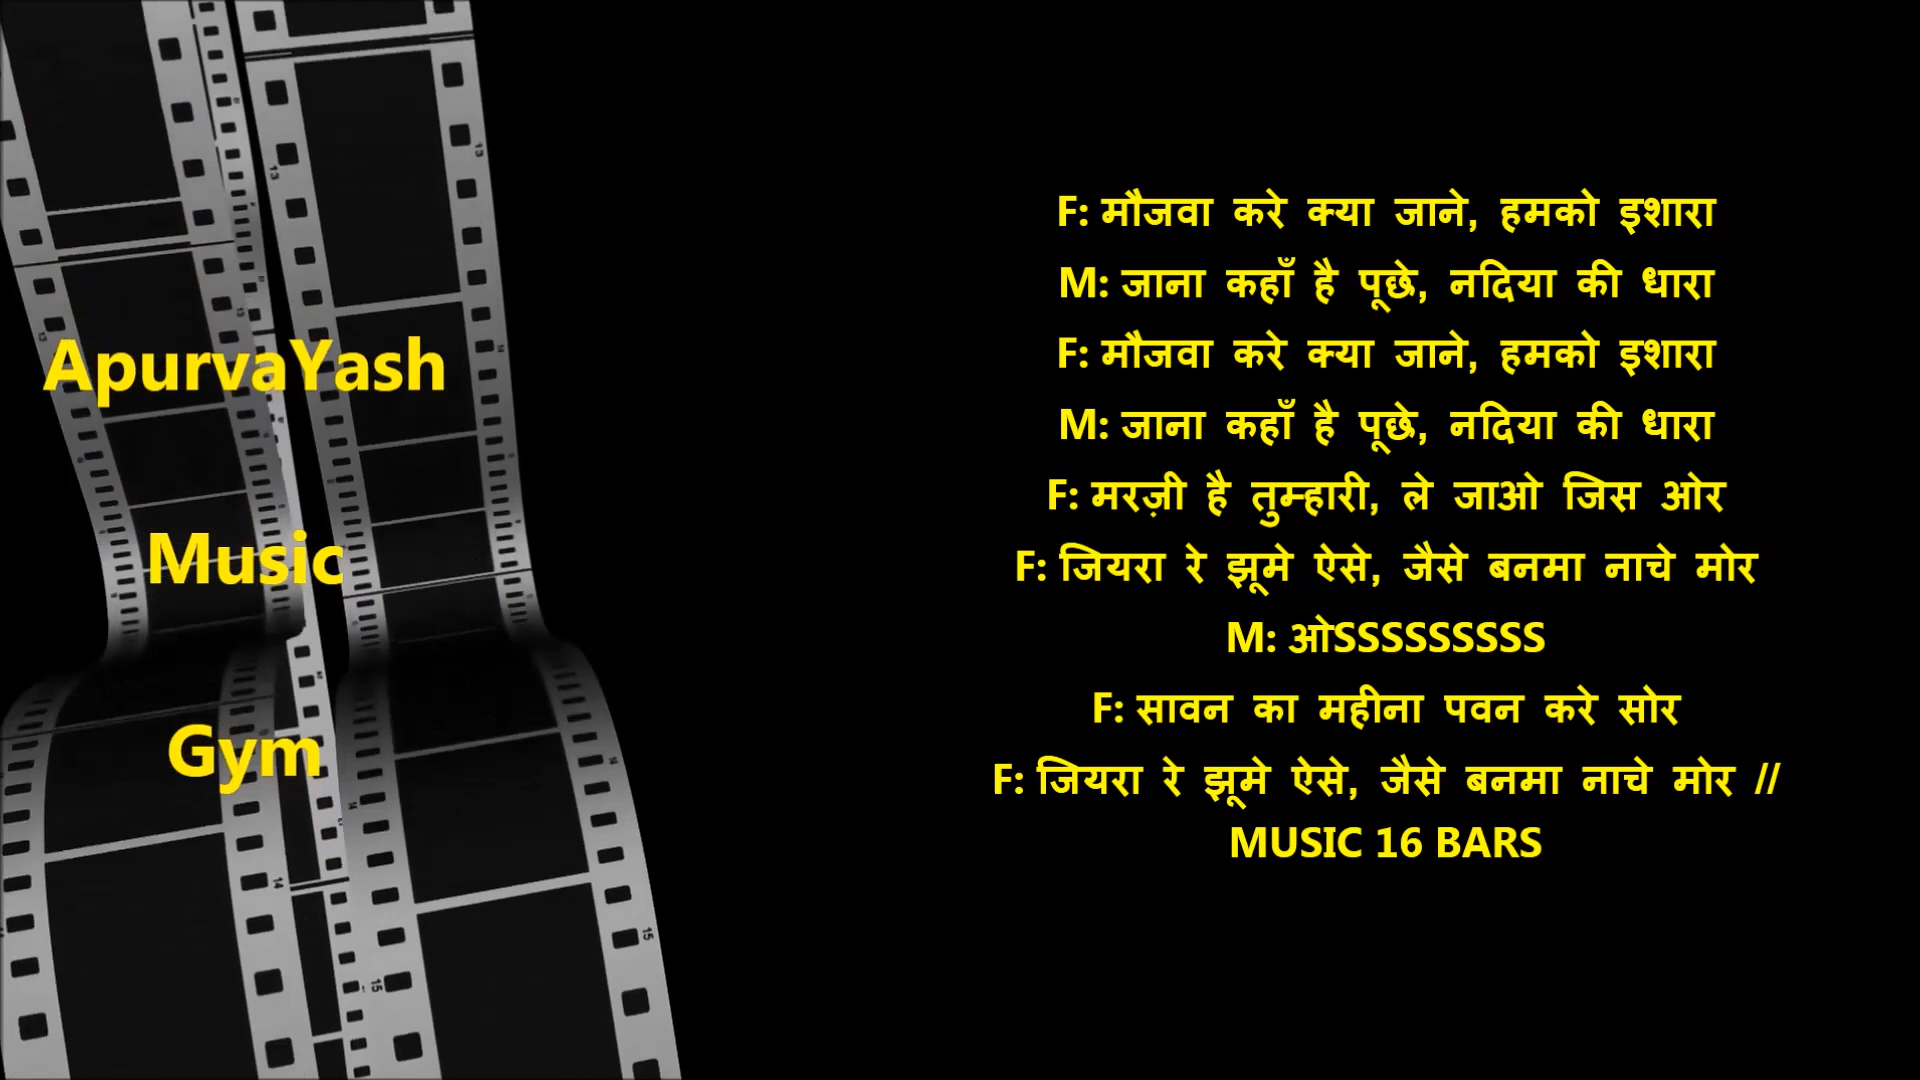 ApurvaYash
Music
Gym
F: मौजवा करे क्या जाने, हमको इशारा
M: जाना कहाँ है पूछे, नदिया की धारा
F: मौजवा करे क्या जाने, हमको इशारा
M: जाना कहाँ है पूछे, नदिया की धारा
F: मरज़ी है तुम्हारी, ले जाओ जिस ओर
F: जियरा रे झूमे ऐसे, जैसे बनमा नाचे मोर
M: ओSSSSSSSSS
F: सावन का महीना पवन करे सोर
F: जियरा रे झूमे ऐसे, जैसे बनमा नाचे मोर //
MUSIC 16 BARS